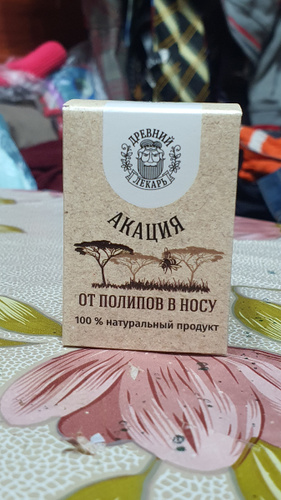 ДРЕВНИЙ
ЛЕКАРЬ
АКАЦИЯ
ОТ ПОЛИПОВ В НОСУ
100 % натуральный продукт